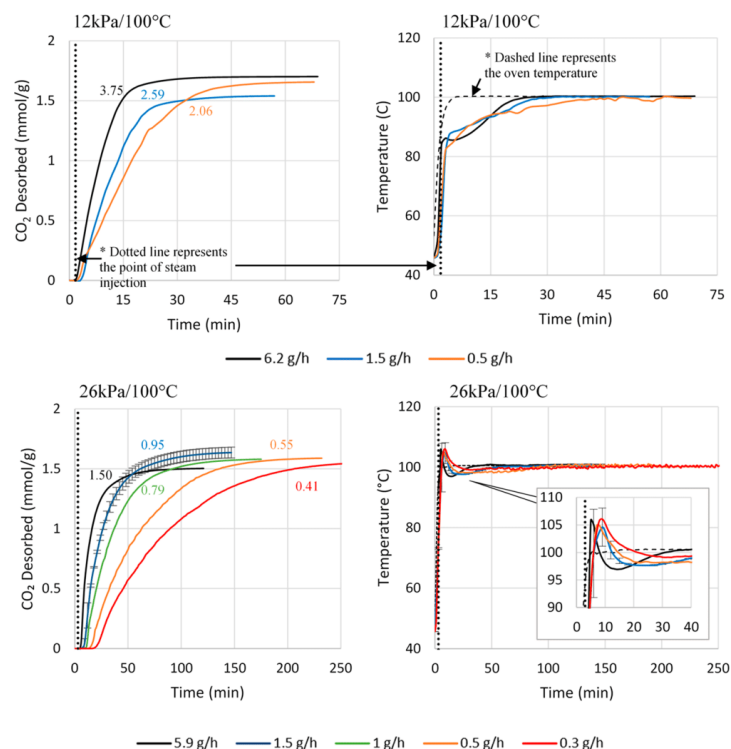 12kPa/100°C
CO₂ Desorbed (mmol/g)
2
1.5
1
0.5
0
3.75
2.59
2.06
* Dotted line represents
the point of steam
injection
0 15 30 45 60 75
Time (min)
12kPa/100°C
Temperature (C)
120
100
80
60
40
* Dashed line represents
the oven temperature
0 15 30 45 60 75
Time (min)
6.2 g/h 1.5 g/h 0.5 g/h
26kPa/100°C
CO₂ Desorbed (mmol/g)
2
1.5
1
0.5
0
1.50
0.95
0.79
0.55
0.41
0 50 100 150 200 250
Time (min)
26kPa/100°C
Temperature (°C)
120
100
80
60
40
110
105
100
95
90
0 10 20 30 40
0 50 100 150 200 250
Time (min)
5.9 g/h 1.5 g/h 1 g/h 0.5 g/h 0.3 g/h